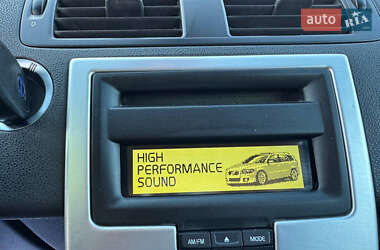 auto RIA
HIGH
PERFORMANCE
SOUND
AM/FM
MODE